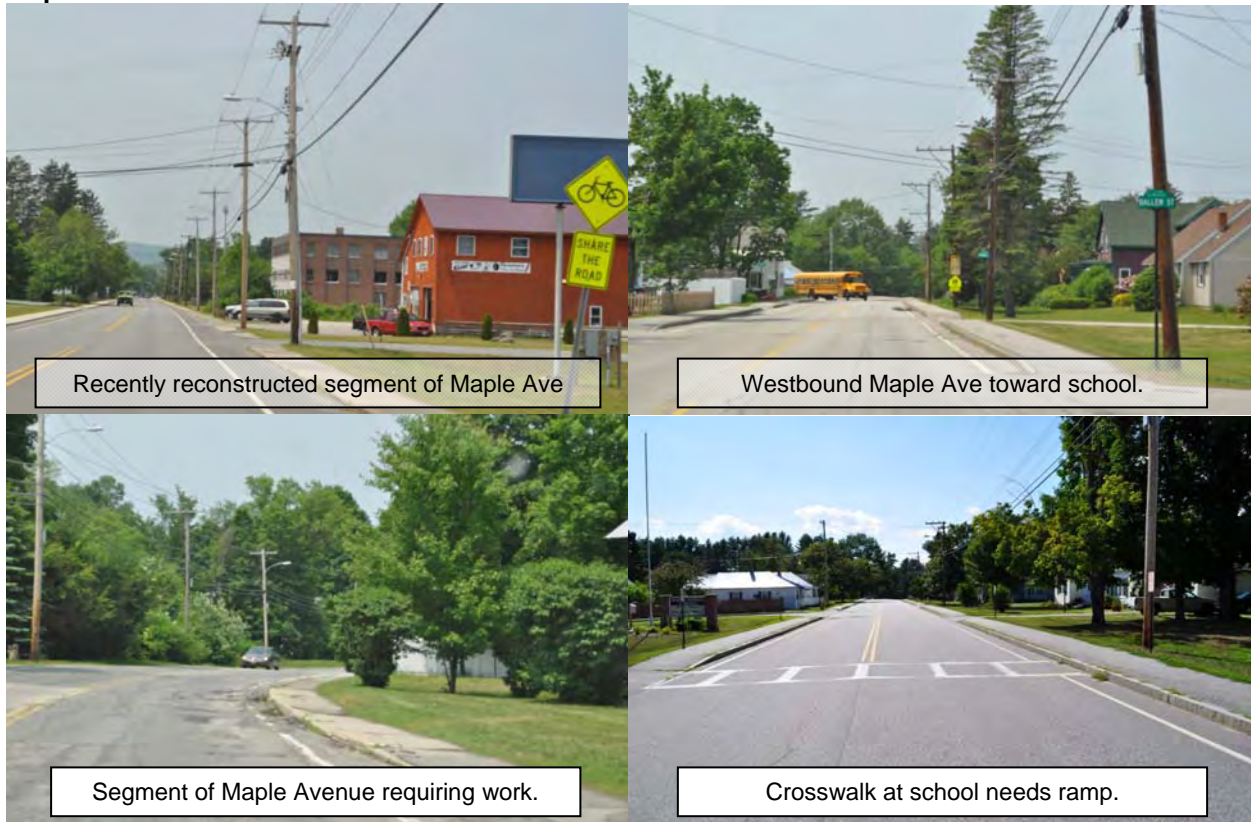 SHARE
THE
ROAD
Recently reconstructed segment of Maple Ave
BALLEM ST
Westbound Maple Ave toward school.
Segment of Maple Avenue requiring work.
Crosswalk at school needs ramp.